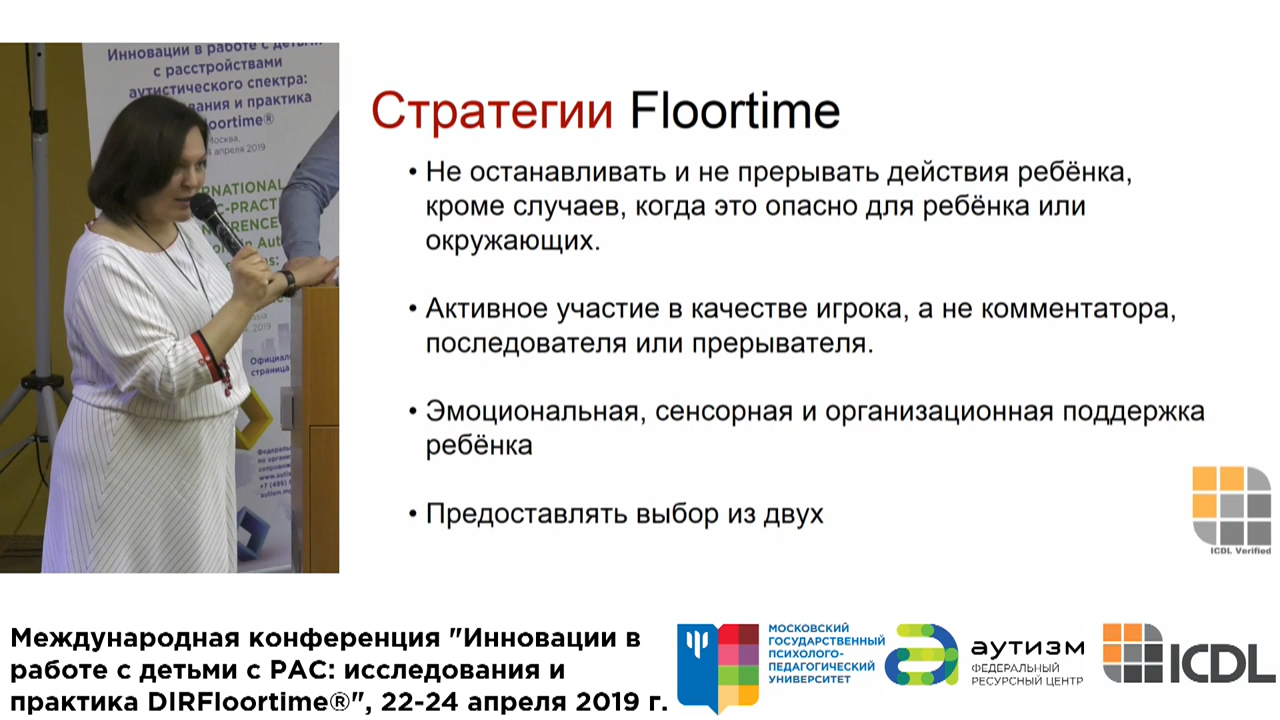 Инновации в работе с детьми
с расстройствами
аутистического спектра:
и практика
Москва,
апреля 2019
2019
страница
Стратегии Floortime
• Не останавливать и не прерывать действия ребёнка,
кроме случаев, когда это опасно для ребёнка или
окружающих.
• Активное участие в качестве игрока, а не комментатора,
последователя или прерывателя.
• Эмоциональная, сенсорная и организационная поддержка
ребёнка
• Предоставлять выбор из двух
ICDL Verified
Международная конференция "Инновации в
работе с детьми с РАС: исследования и
практика DIRFloortime®", 22-24 апреля 2019 г.
МОСКОВСКИЙ
ГОСУДАРСТВЕННЫЙ
ПСИХОЛОГО-
ПЕДАГОГИЧЕСКИЙ
УНИВЕРСИТЕТ
аутизм
ФЕДЕРАЛЬНЫЙ
РЕСУРСНЫЙ ЦЕНТР
ICDL